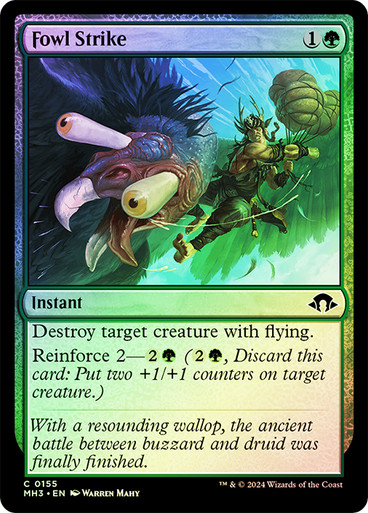 Fowl Strike 1
Instant
Destroy target creature with flying.
Reinforce 2—2 (2, Discard this
card: Put two +1/+1 counters on target
creature.)
With a resounding wallop, the ancient
battle between buzzard and druid was
finally finished.
C 0155
MH3 • EN Warren Mahy
™ & © 2024 Wizards of the Coast